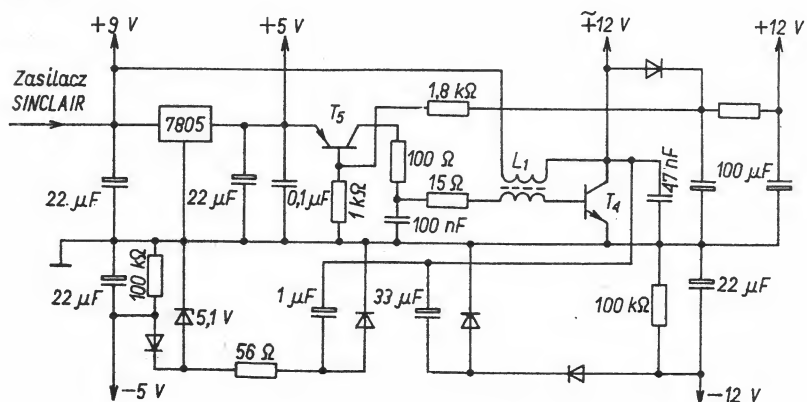 +9 V
+5 V
≂12 V
+12 V
Zasilacz
SINCLAIR
7805
T5
1,8 kΩ
22. µF
22 µF
0,1 µF
1 kΩ
100 Ω
15 Ω
100 nF
L1
T4
47 nF
100 µF
22 µF
100 kΩ
5,1 V
56 Ω
1 µF
33 µF
100 kΩ
22 µF
−5 V
−12 V